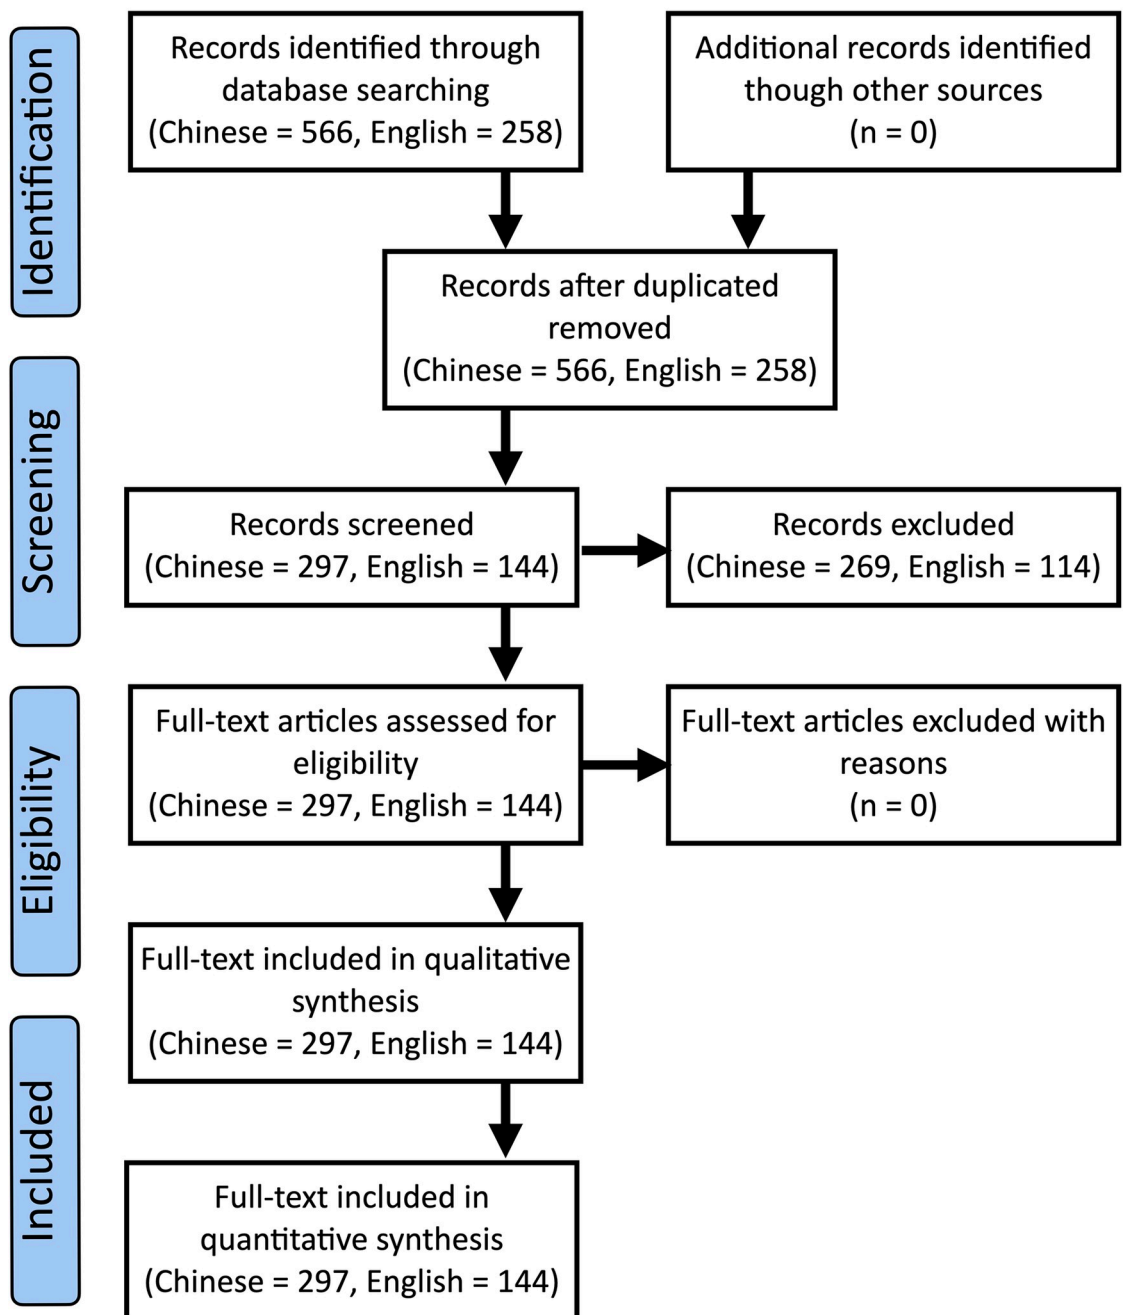 Identification
Records identified through
database searching
(Chinese = 566, English = 258)
Additional records identified
though other sources
(n = 0)
Records after duplicated
removed
(Chinese = 566, English = 258)
Screening
Records screened
(Chinese = 297, English = 144)
Records excluded
(Chinese = 269, English = 114)
Eligibility
Full-text articles assessed for
eligibility
(Chinese = 297, English = 144)
Full-text articles excluded with
reasons
(n = 0)
Full-text included in qualitative
synthesis
(Chinese = 297, English = 144)
Included
Full-text included in
quantitative synthesis
(Chinese = 297, English = 144)